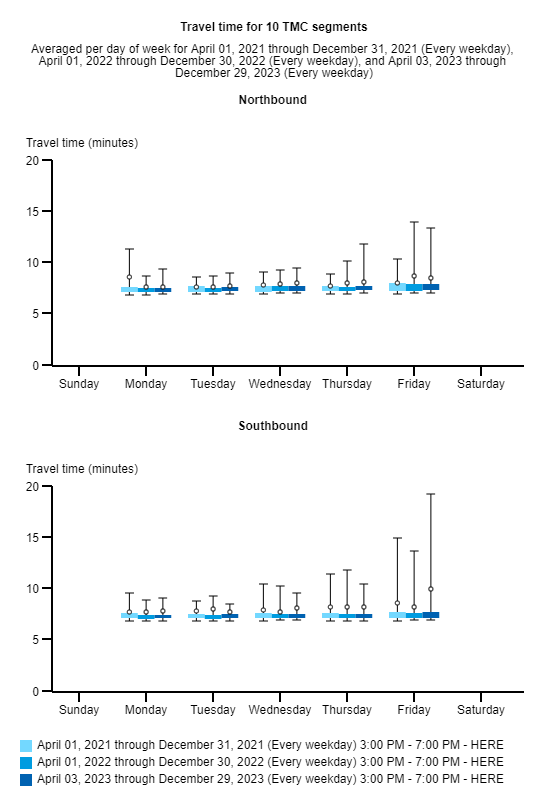 Travel time for 10 TMC segments
Averaged per day of week for April 01, 2021 through December 31, 2021 (Every weekday),
April 01, 2022 through December 30, 2022 (Every weekday), and April 03, 2023 through
December 29, 2023 (Every weekday)
Northbound
Travel time (minutes)
20
15
10
5
0
Sunday Monday Tuesday Wednesday Thursday Friday Saturday
Southbound
Travel time (minutes)
20
15
10
5
0
Sunday Monday Tuesday Wednesday Thursday Friday Saturday
April 01, 2021 through December 31, 2021 (Every weekday) 3:00 PM - 7:00 PM - HERE
April 01, 2022 through December 30, 2022 (Every weekday) 3:00 PM - 7:00 PM - HERE
April 03, 2023 through December 29, 2023 (Every weekday) 3:00 PM - 7:00 PM - HERE